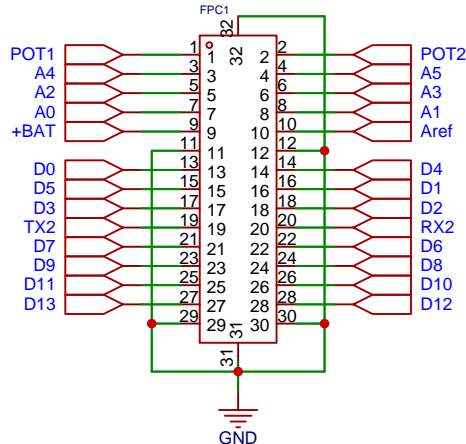 FPC1
32
32
POT1 1 1 2 2 POT2
A4 3 3 4 4 A5
A2 5 5 6 6 A3
A0 7 7 8 8 A1
+BAT 9 9 10 10 Aref
11 11 12 12
D0 13 13 14 14 D4
D5 15 15 16 16 D1
D3 17 17 18 18 D2
TX2 19 19 20 20 RX2
D7 21 21 22 22 D6
D9 23 23 24 24 D8
D11 25 25 26 26 D10
D13 27 27 28 28 D12
29 29 30 30
31
31
GND